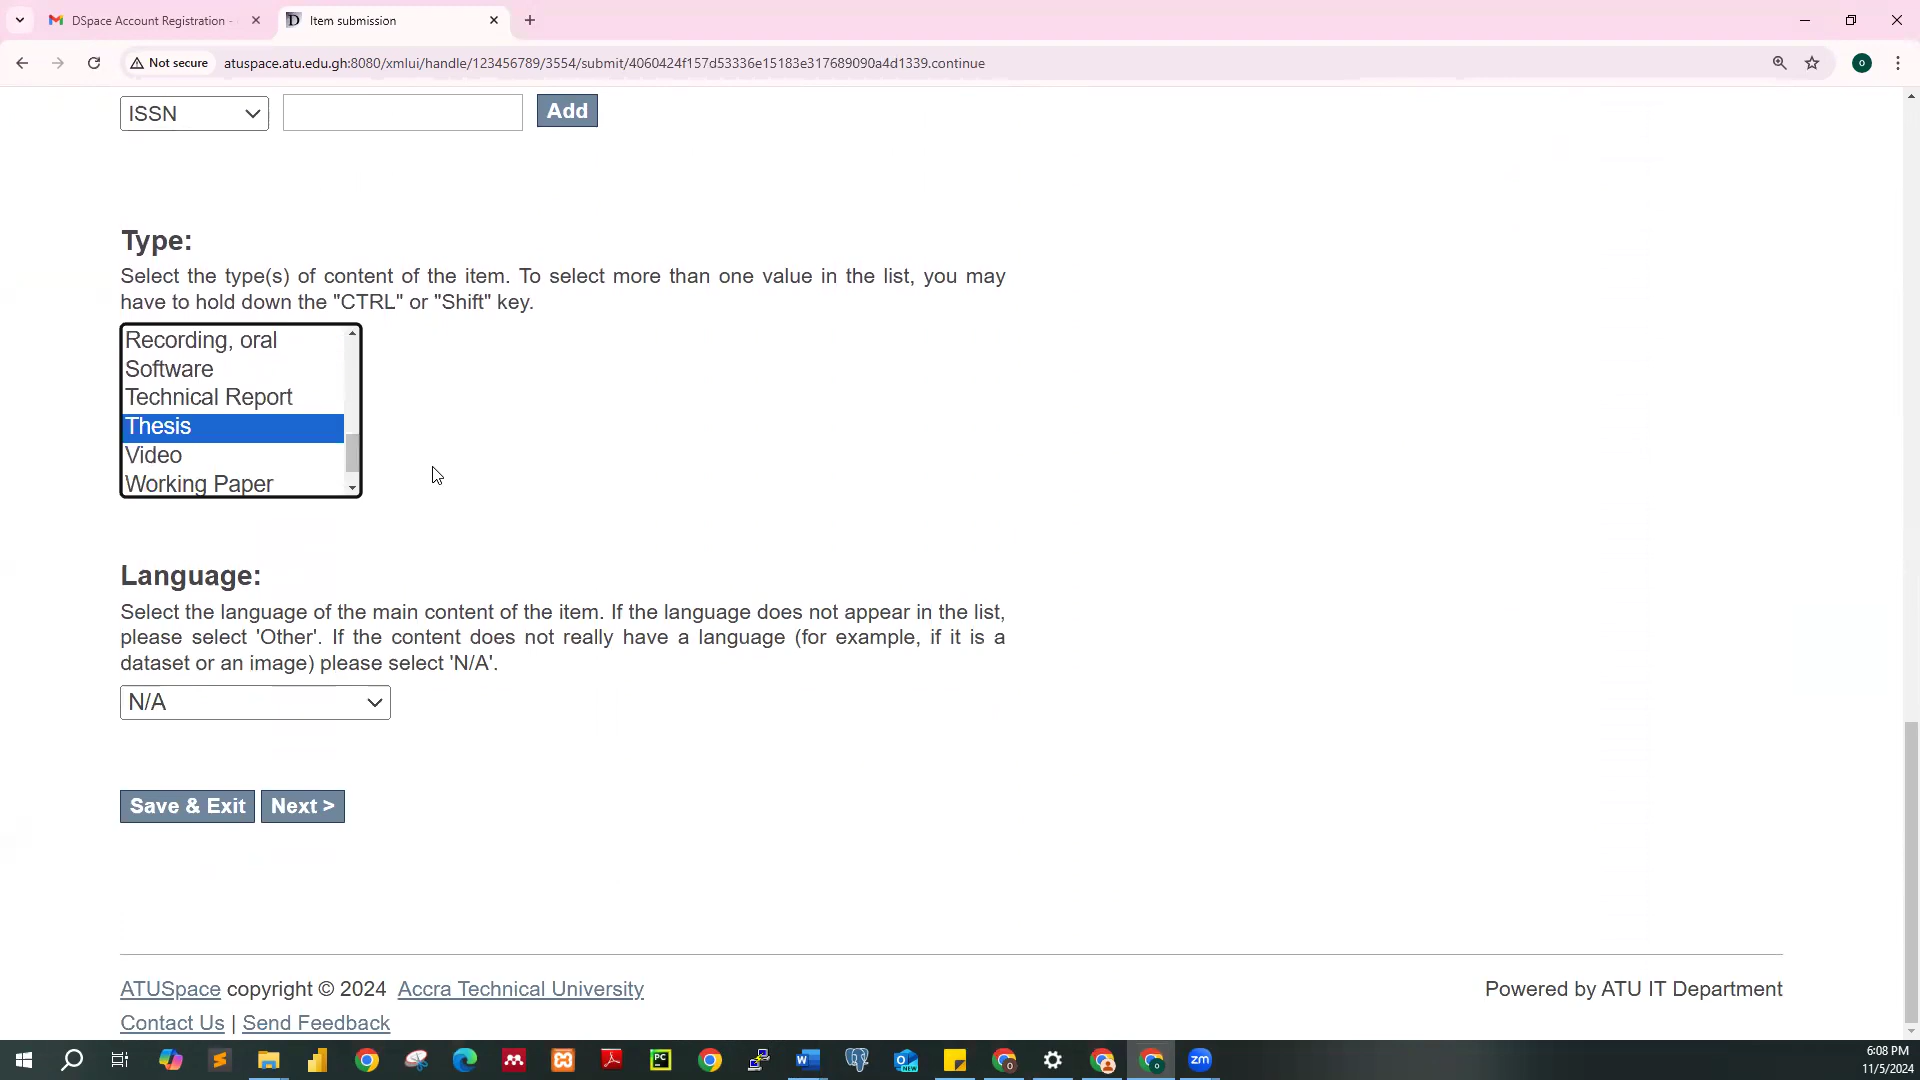 DSpace Account Registration -
Item submission
Not secure
atuspace.atu.edu.gh:8080/xmlui/handle/123456789/3554/submit/4060424f157d53336e15183e317689090a4d1339.continue
ISSN
Add
Type:
Select the type(s) of content of the item. To select more than one value in the list, you may
have to hold down the "CTRL" or "Shift" key.
Recording, oral
Software
Technical Report
Thesis
Video
Working Paper
Language:
Select the language of the main content of the item. If the language does not appear in the list,
please select 'Other'. If the content does not really have a language (for example, if it is a
dataset or an image) please select 'N/A'.
N/A
Save & Exit Next >
ATUSpace copyright © 2024 Accra Technical University
Powered by ATU IT Department
Contact Us | Send Feedback
6:08 PM
11/5/2024